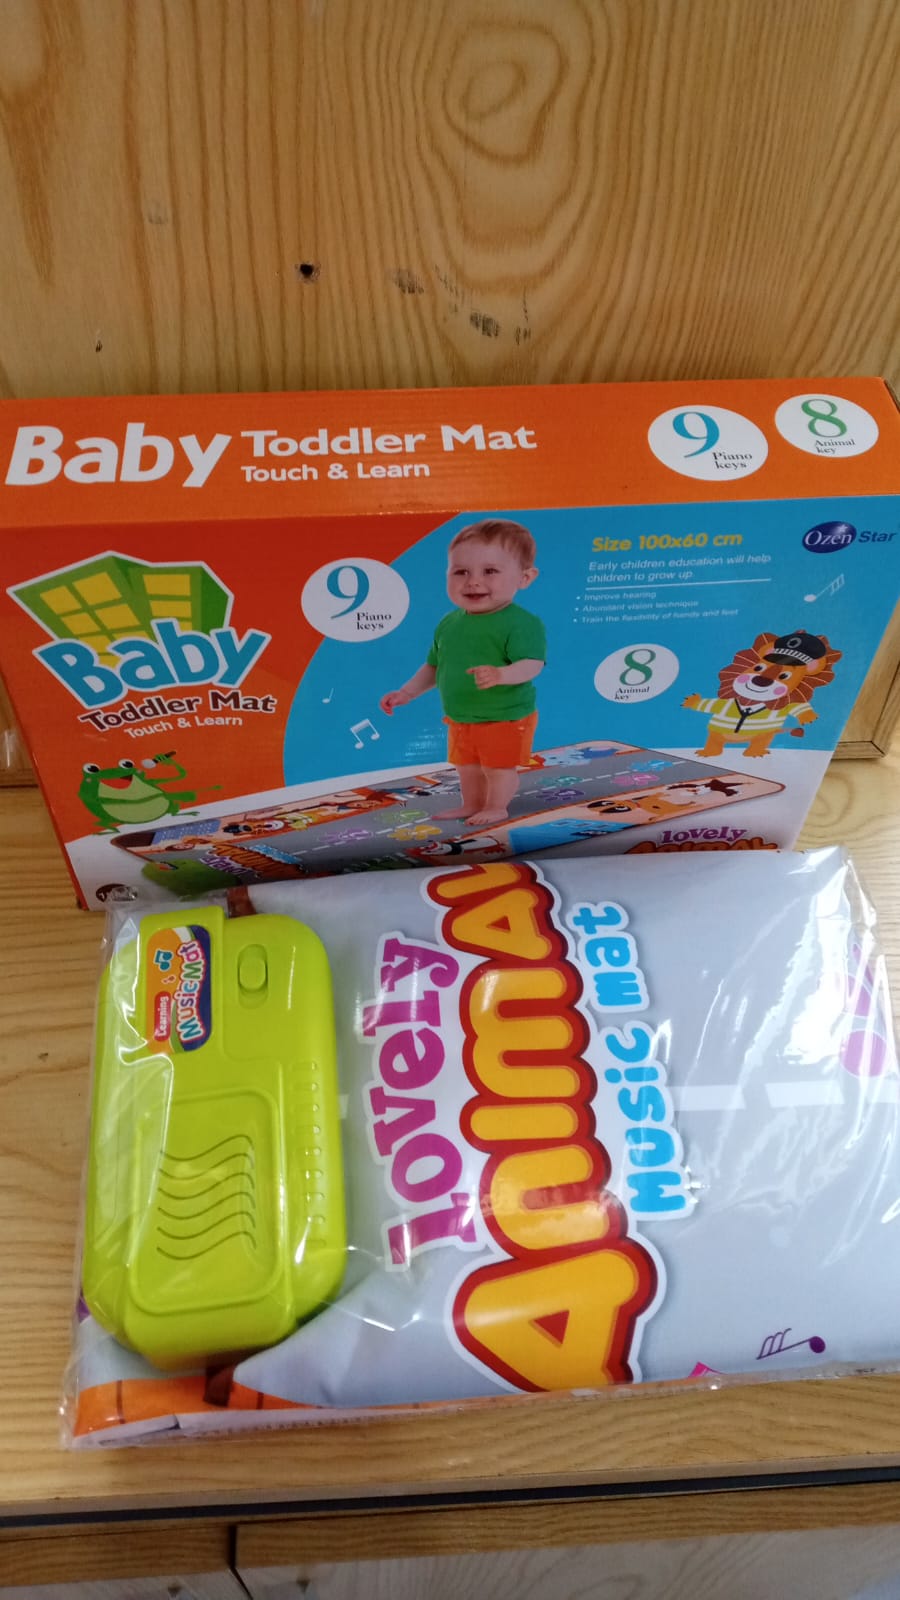 Baby Toddler Mat
Touch & Learn
9
Piano
keys
8
Animal
key
Baby
Toddler Mat
Touch & Learn
9
Piano
keys
Size 100x60 cm
Early children education will help
children to grow up
• Improve hearing
• Abundant vision technique
• Train the flexibility of hands and feet
8
Animal
key
Ozen Star
lovely
Learning
Music Mat
lovely
AnimAL
music mat